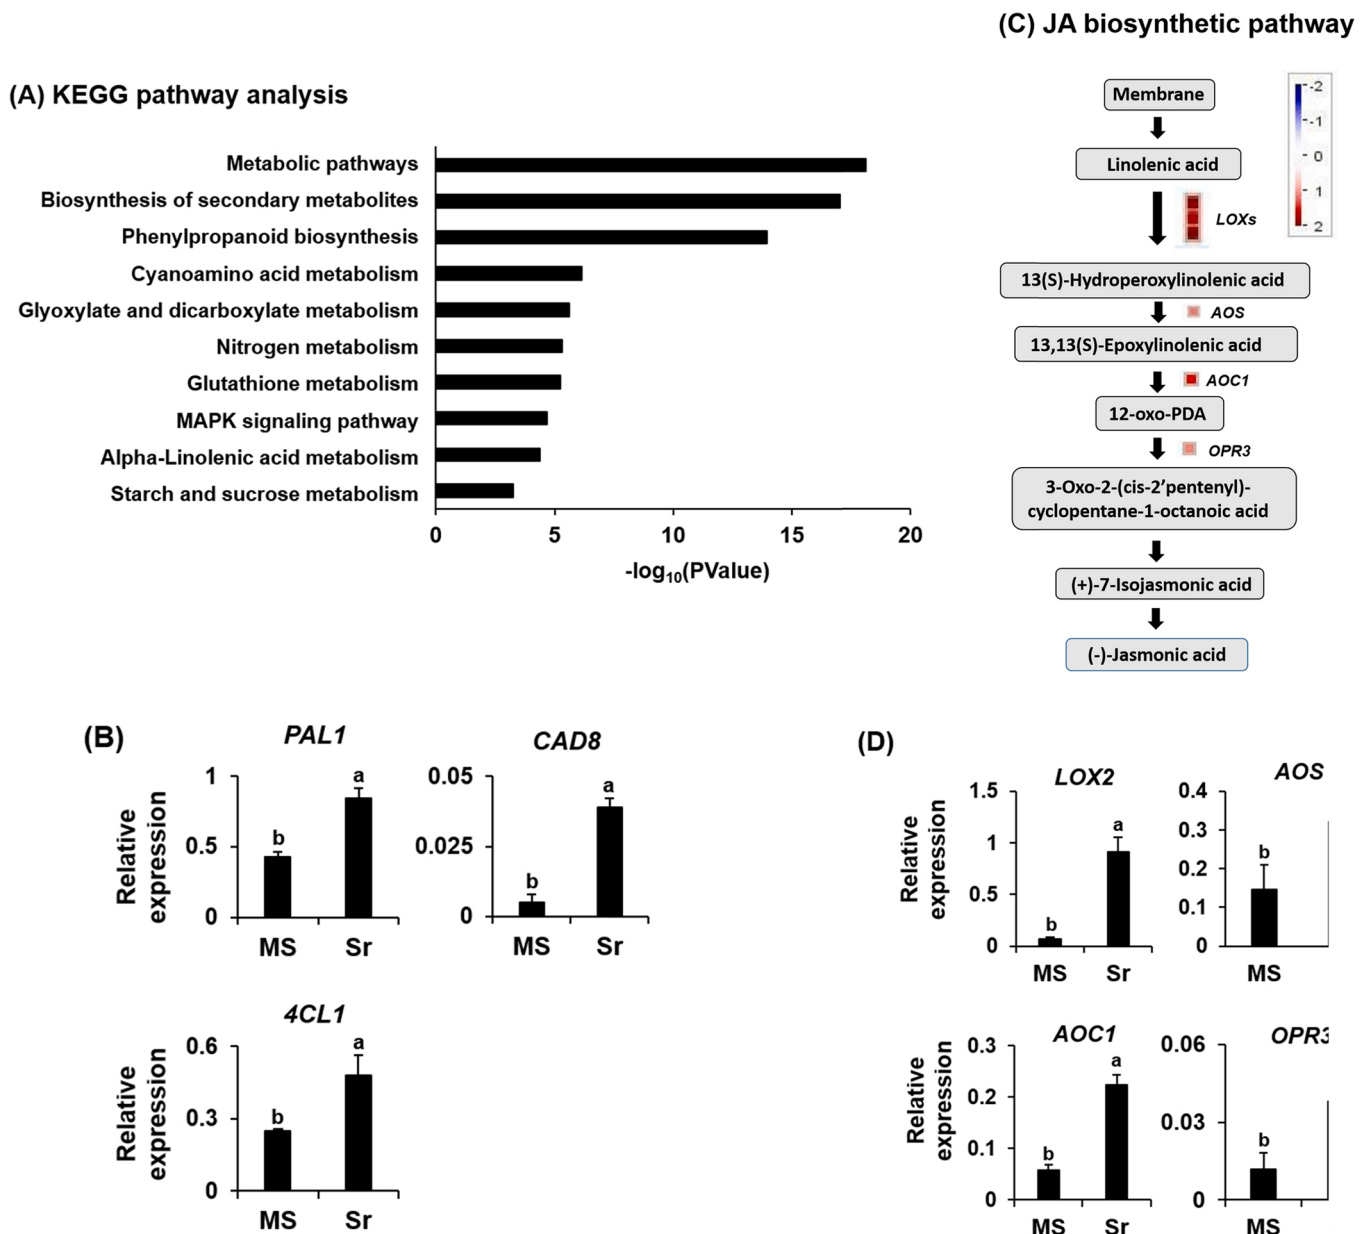 (C) JA biosynthetic pathway
(A) KEGG pathway analysis
Metabolic pathways
Biosynthesis of secondary metabolites
Phenylpropanoid biosynthesis
Cyanoamino acid metabolism
Glyoxylate and dicarboxylate metabolism
Nitrogen metabolism
Glutathione metabolism
MAPK signaling pathway
Alpha-Linolenic acid metabolism
Starch and sucrose metabolism
0 5 10 15 20
-log10(PValue)
Membrane
Linolenic acid
LOXs
13(S)-Hydroperoxylinolenic acid
AOS
13,13(S)-Epoxylinolenic acid
AOC1
12-oxo-PDA
OPR3
3-Oxo-2-(cis-2’pentenyl)-
cyclopentane-1-octanoic acid
(+)-7-Isojasmonic acid
(-)-Jasmonic acid
-2
-1
0
1
2
(B)
PAL1
Relative
expression
1
0.5
0
b
a
MS Sr
CAD8
0.05
0.025
0
b
a
MS Sr
4CL1
Relative
expression
0.6
0.3
0
b
a
MS Sr
(D)
LOX2
Relative
expression
1.5
1
0.5
0
b
a
MS Sr
AOS
0.4
0.3
0.2
0.1
0
b
MS
AOC1
Relative
expression
0.3
0.2
0.1
0
b
a
MS Sr
OPR3
0.06
0.03
0
b
MS